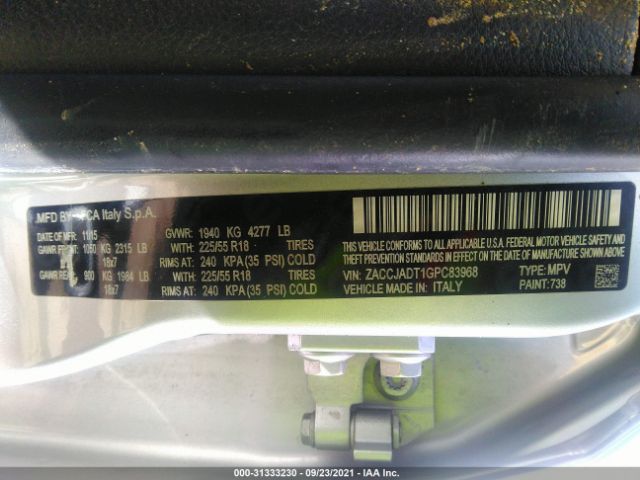 MFD BY FCA Italy S.p.A.
DATE OF MFR: 11/15 GVWR: 1940 KG 4277 LB
GAWR FRONT: 1050 KG 2315 LB WITH: 225/55 R18 TIRES
18x7 RIMS AT: 240 KPA (35 PSI) COLD
GAWR REAR: 900 KG 1984 LB WITH: 225/55 R18 TIRES
18x7 RIMS AT: 240 KPA (35 PSI) COLD
THIS VEHICLE CONFORMS TO ALL APPLICABLE U.S.A. FEDERAL MOTOR VEHICLE SAFETY,
BUMPER, AND THEFT PREVENTION STANDARDS
IN EFFECT ON THE DATE OF MANUFACTURE SHOWN ABOVE.
VIN: ZACCJADT1GPC83968 TYPE: MPV
VEHICLE MADE IN: ITALY PAINT: 738
000-31333230 - 09/23/2021 - IAA Inc.